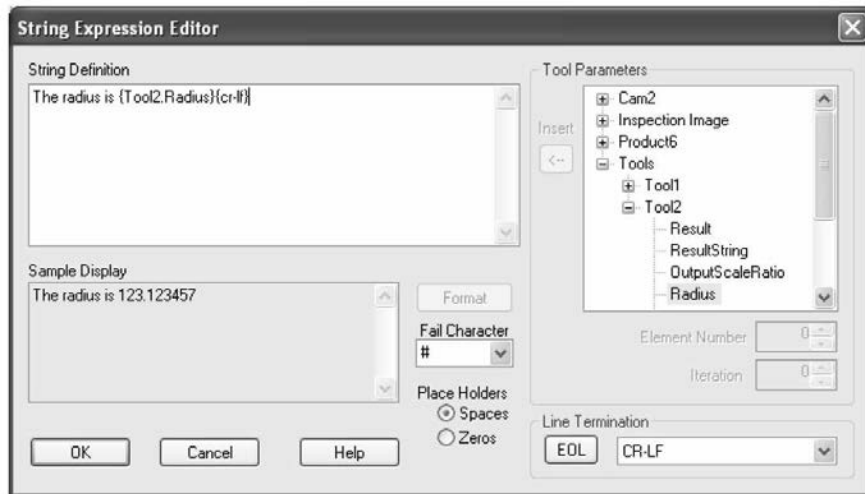 String Expression Editor
String Definition
The radius is {Tool2.Radius}{cr-lf}
Sample Display
The radius is 123.123457
Format
Fail Character
#
Place Holders
Spaces
Zeros
OK
Cancel
Help
Tool Parameters
Insert
<--
Cam2
Inspection Image
Product6
Tools
Tool1
Tool2
Result
ResultString
OutputScaleRatio
Radius
Element Number 0
Iteration 0
Line Termination
EOL
CR-LF